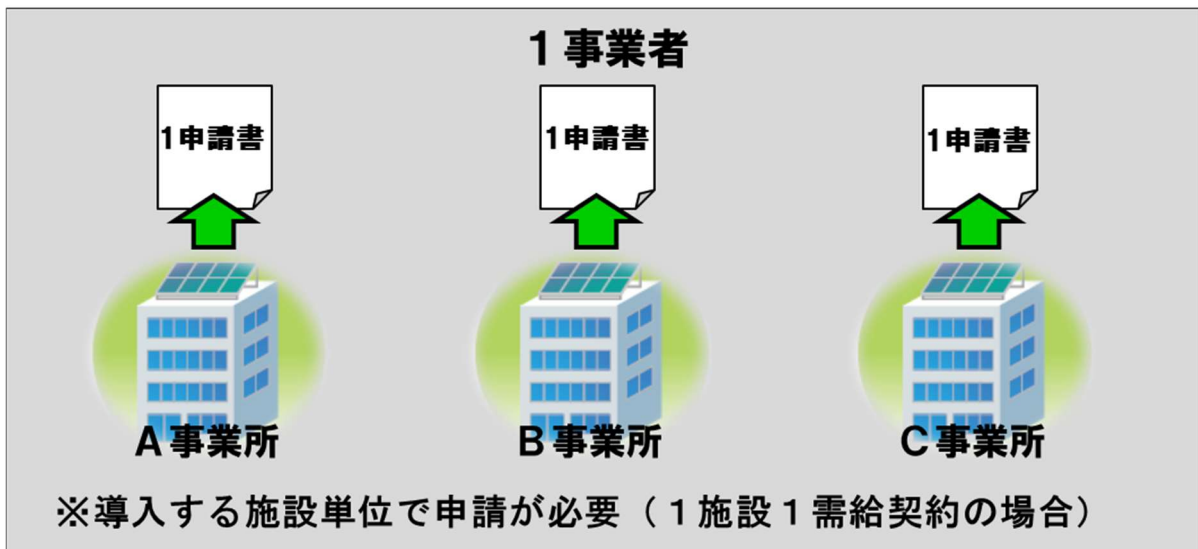 １事業者
1申請書
1申請書
1申請書
Ａ事業所
Ｂ事業所
Ｃ事業所
※導入する施設単位で申請が必要（１施設１需給契約の場合）